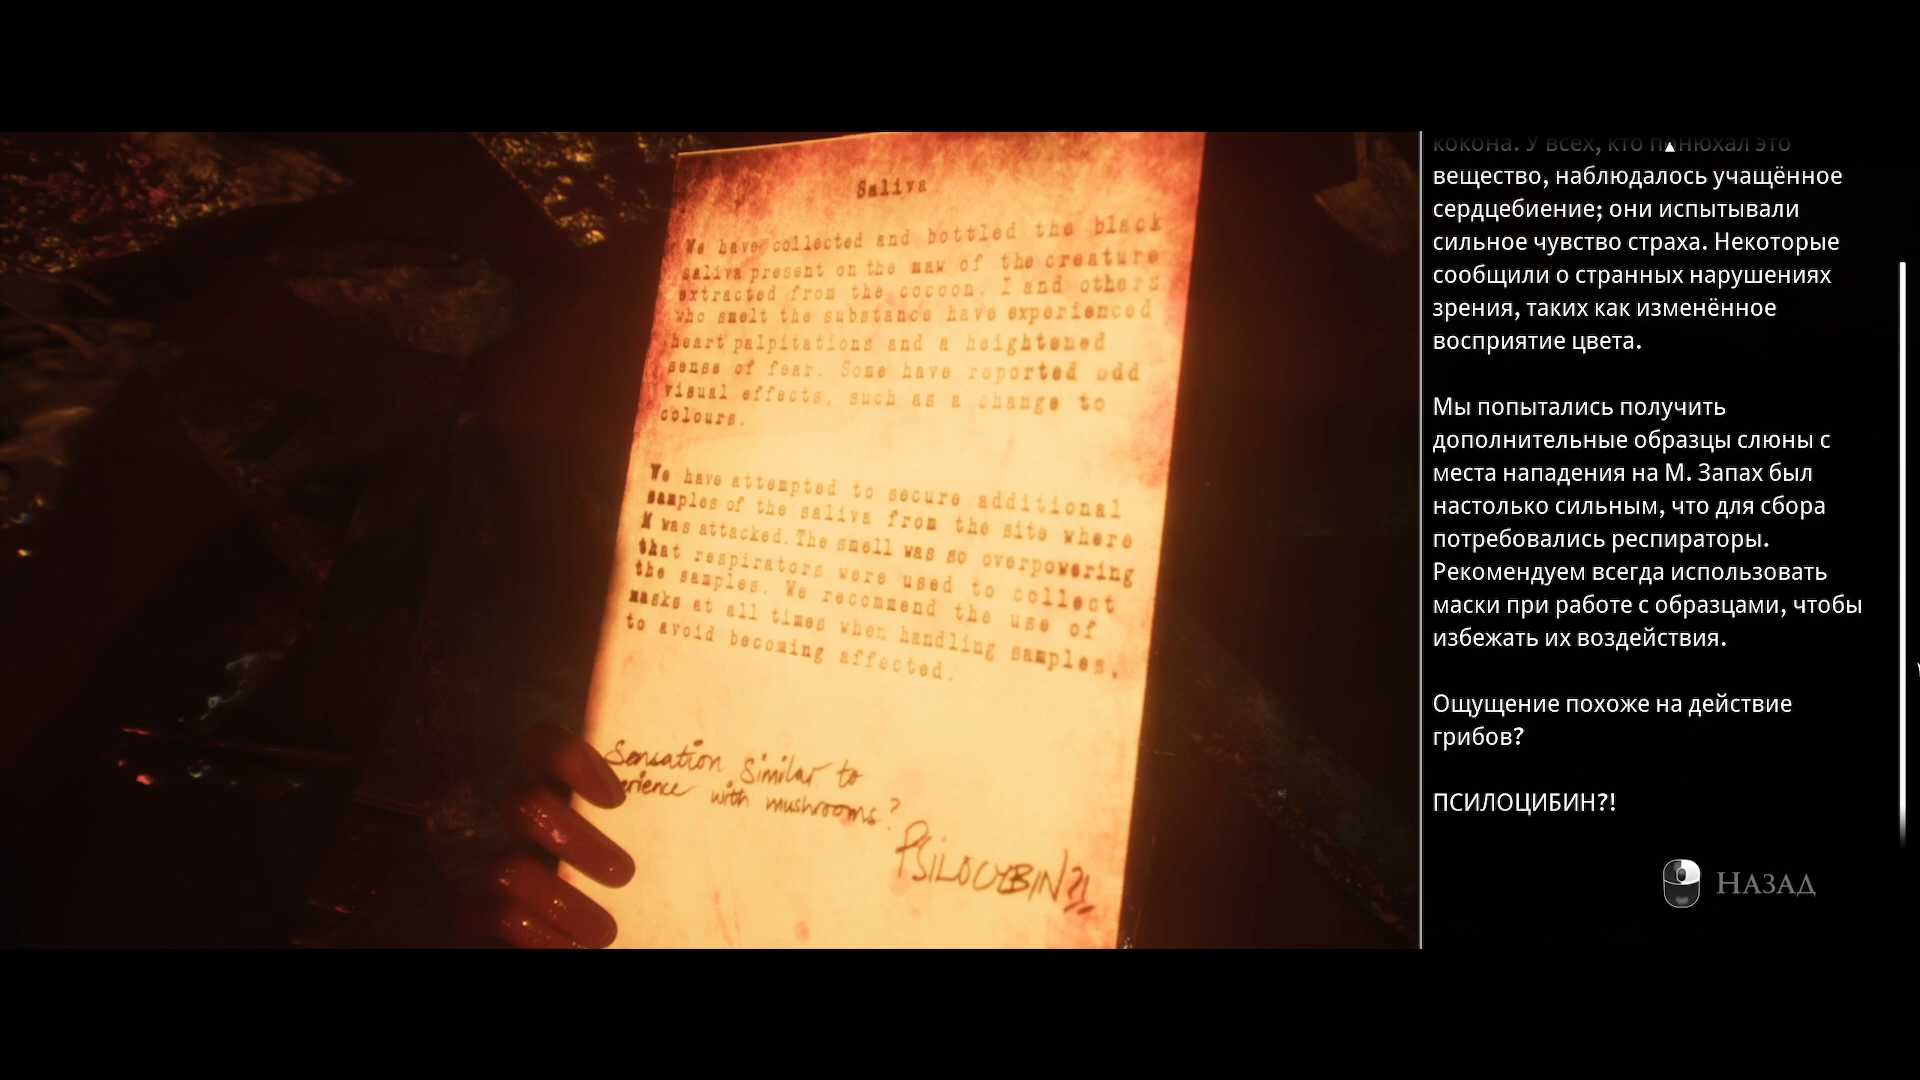 Saliva
We have collected and bottled the black
saliva present on the maw of the creature
extracted from the cocoon. I and others
who smelt the substance have experienced
heart palpitations and a heightened
sense of fear. Some have reported odd
visual effects, such as a change to
colours.
We have attempted to secure additional
samples of the saliva from the site where
M was attacked. The smell was so overpowering
that respirators were used to collect
the samples. We recommend the use of
masks at all times when handling samples,
to avoid becoming affected.
Sensation Similar to
erience with mushrooms?
PSILOCYBIN?!
кокона. У всех, кто понюхал это
вещество, наблюдалось учащённое
сердцебиение; они испытывали
сильное чувство страха. Некоторые
сообщили о странных нарушениях
зрения, таких как изменённое
восприятие цвета.
Мы попытались получить
дополнительные образцы слюны с
места нападения на М. Запах был
настолько сильным, что для сбора
потребовались респираторы.
Рекомендуем всегда использовать
маски при работе с образцами, чтобы
избежать их воздействия.
Ощущение похоже на действие
грибов?
ПСИЛОЦИБИН?!
НАЗАД